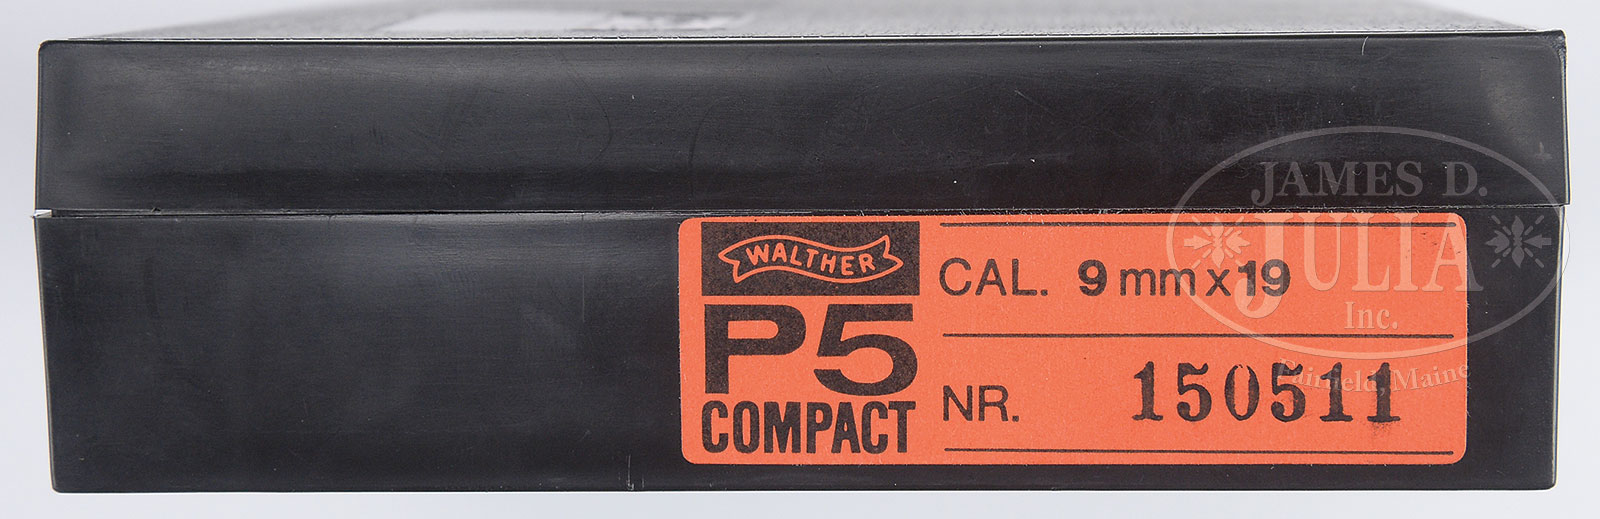 WALTHER
P5
COMPACT
CAL. 9 mm x 19
NR. 150511
JAMES D.
JULIA
Inc.
Fairfield, Maine